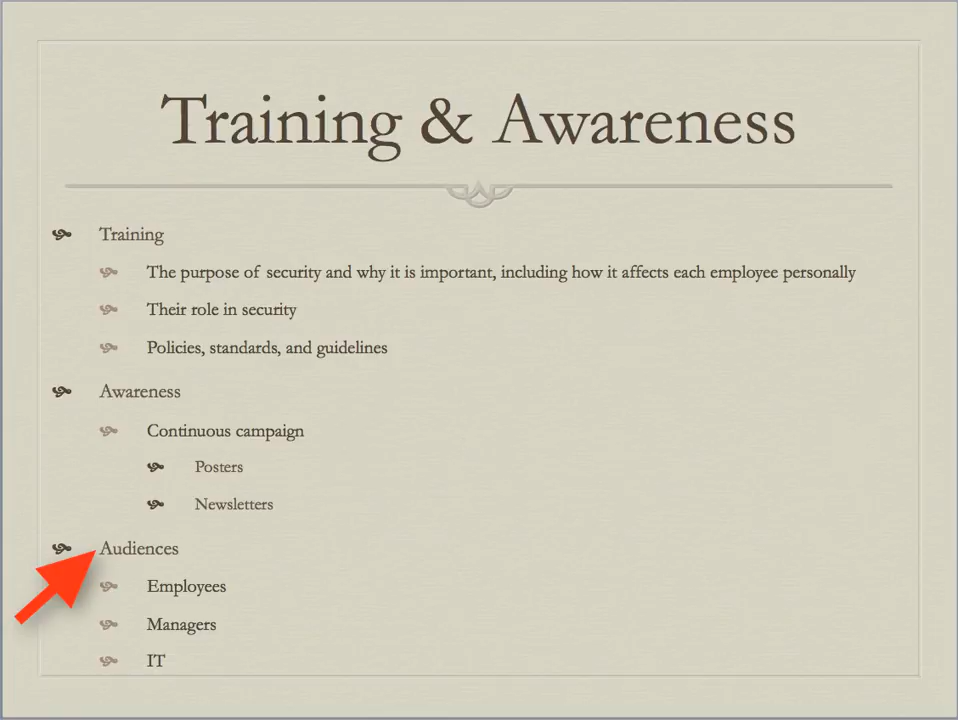 Training & Awareness
Training
The purpose of security and why it is important, including how it affects each employee personally
Their role in security
Policies, standards, and guidelines
Awareness
Continuous campaign
Posters
Newsletters
Audiences
Employees
Managers
IT